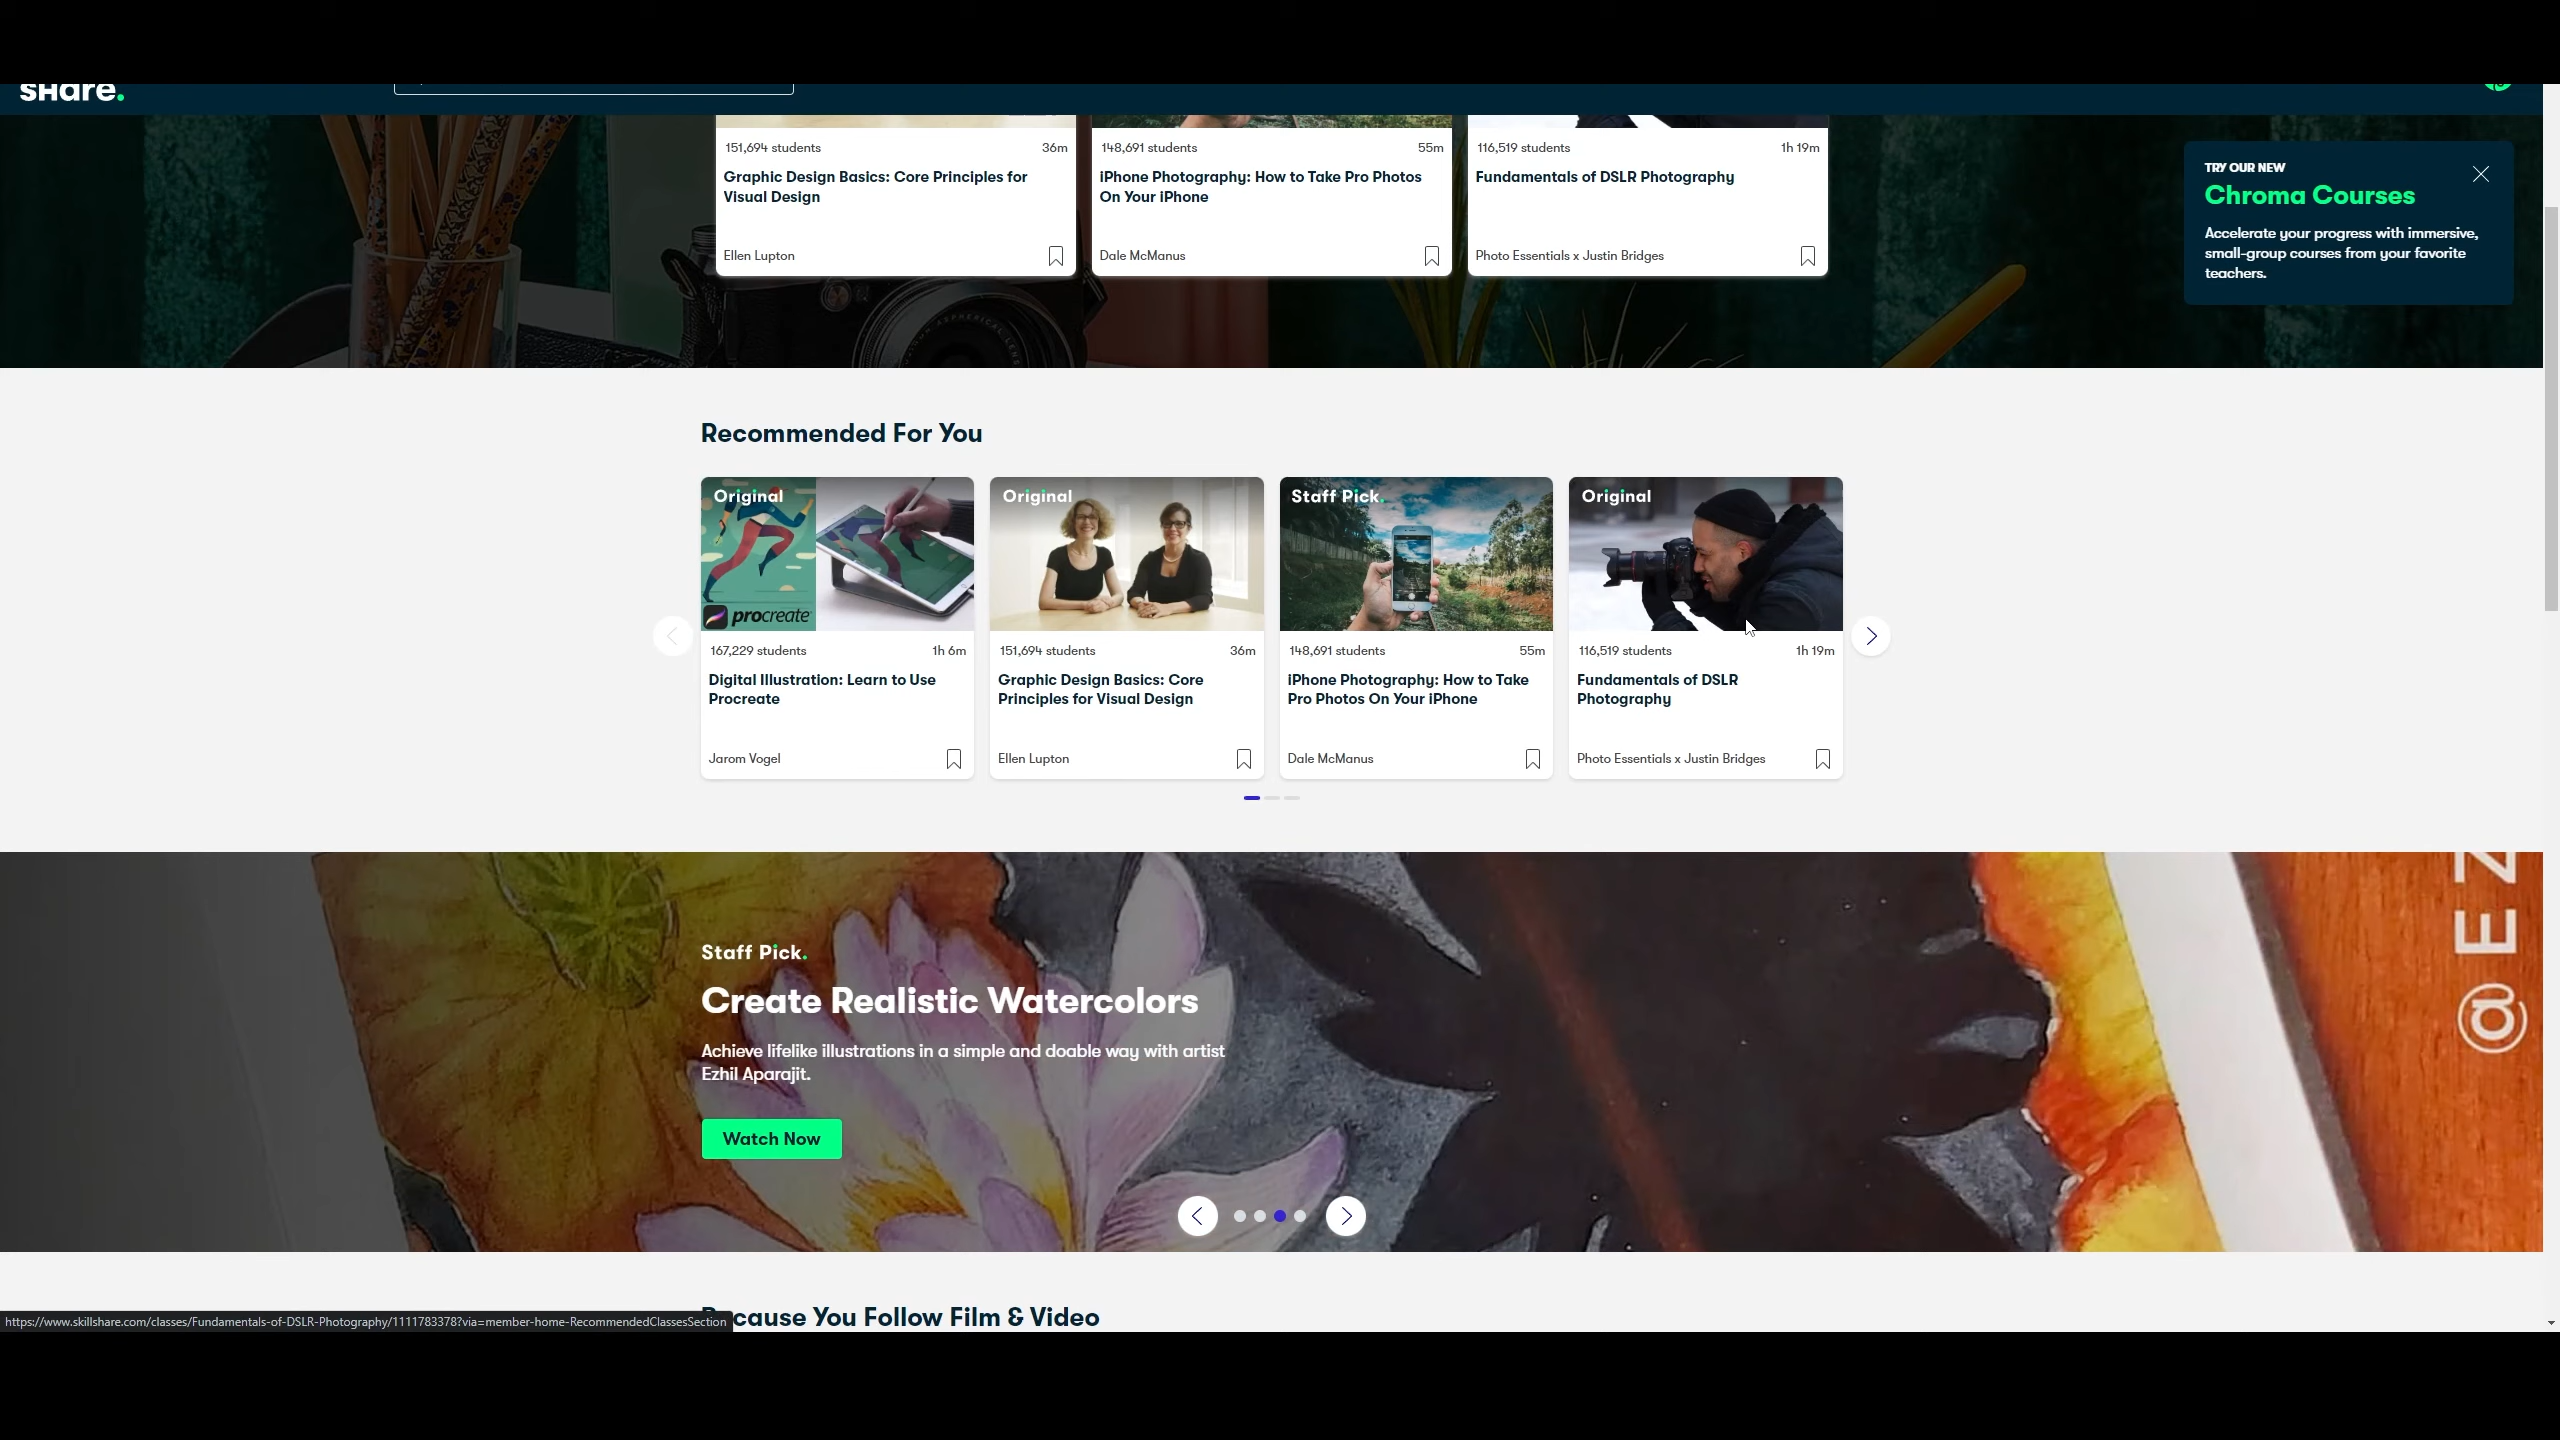 sHare.
151,694 students 36m
Graphic Design Basics: Core Principles for
Visual Design
Ellen Lupton
148,691 students 55m
iPhone Photography: How to Take Pro Photos
On Your iPhone
Dale McManus
116,519 students 1h 19m
Fundamentals of DSLR Photography
Photo Essentials x Justin Bridges
TRY OUR NEW
Chroma Courses
Accelerate your progress with immersive,
small-group courses from your favorite
teachers.
Recommended For You
Original
procreate
167,229 students 1h 6m
Digital Illustration: Learn to Use
Procreate
Jarom Vogel
Original
151,694 students 36m
Graphic Design Basics: Core
Principles for Visual Design
Ellen Lupton
Staff Pick.
148,691 students 55m
iPhone Photography: How to Take
Pro Photos On Your iPhone
Dale McManus
Original
116,519 students 1h 19m
Fundamentals of DSLR
Photography
Photo Essentials x Justin Bridges
Staff Pick.
Create Realistic Watercolors
Achieve lifelike illustrations in a simple and doable way with artist
Ezhil Aparajit.
Watch Now
@EZ
cause You Follow Film & Video
https://www.skillshare.com/classes/Fundamentals-of-DSLR-Photography/1111783378?via=member-home-RecommendedClassesSection